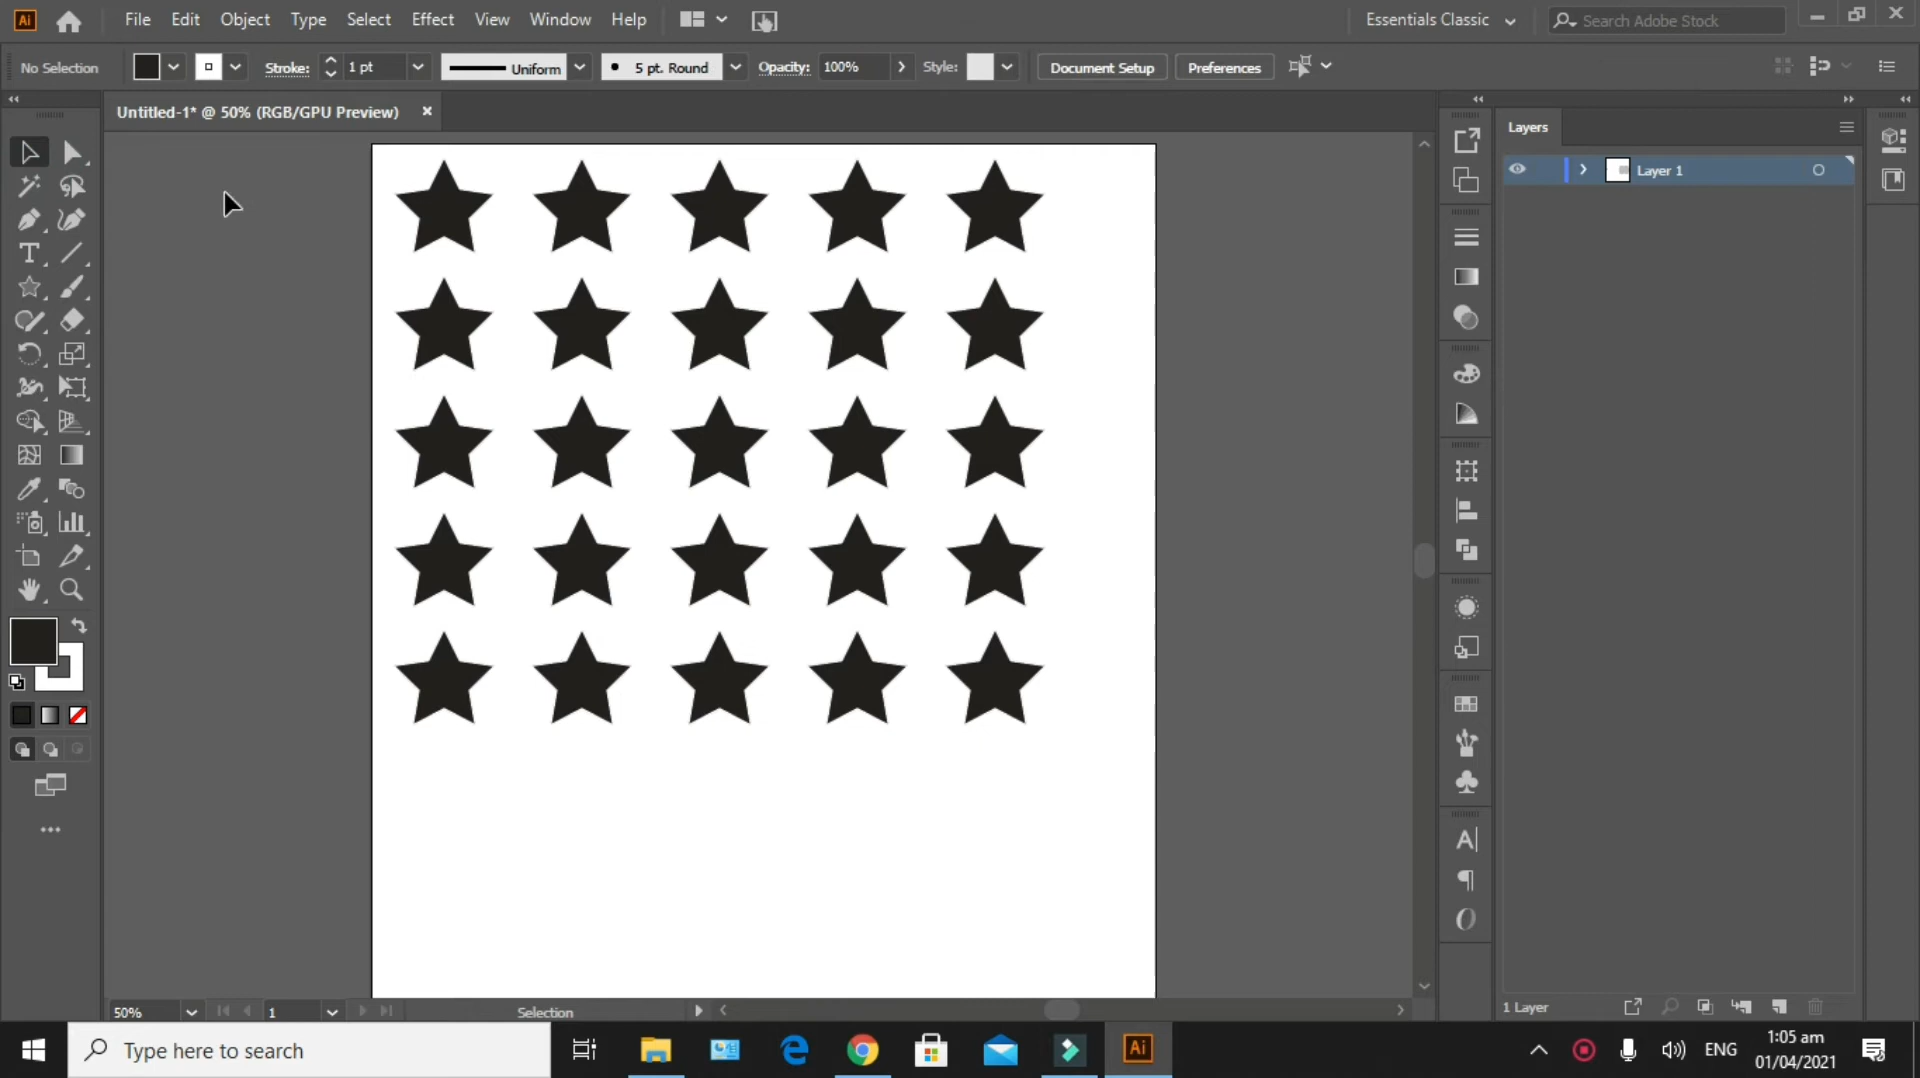 Ai
File Edit Object Type Select Effect View Window Help
Essentials Classic
Search Adobe Stock
No Selection
Stroke:
1 pt
Uniform
5 pt. Round
Opacity:
100%
Style:
Document Setup
Preferences
Untitled-1* @ 50% (RGB/GPU Preview)
Layers
Layer 1
50%
1
Selection
1 Layer
Type here to search
Ai
ENG
1:05 am
01/04/2021